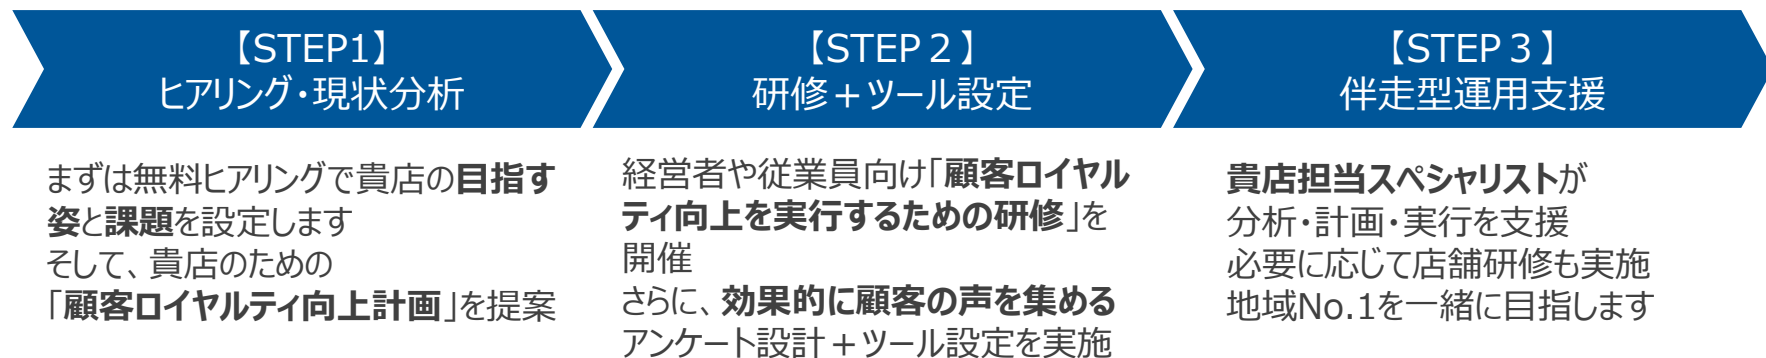 【STEP1】
ヒアリング・現状分析
まずは無料ヒアリングで貴店の目指す
姿と課題を設定します
そして、貴店のための
「顧客ロイヤルティ向上計画」を提案
【STEP２】
研修＋ツール設定
経営者や従業員向け「顧客ロイヤル
ティ向上を実行するための研修」を
開催
さらに、効果的に顧客の声を集める
アンケート設計＋ツール設定を実施
【STEP３】
伴走型運用支援
貴店担当スペシャリストが
分析・計画・実行を支援
必要に応じて店舗研修も実施
地域No.1を一緒に目指します